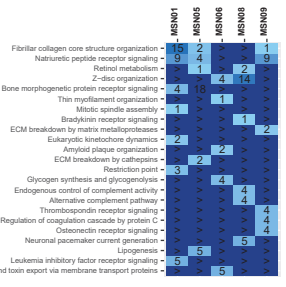 MSN01 MSN05 MSN06 MSN08 MSN09
Fibrillar collagen core structure organization 15 2 > > 1
Natriuretic peptide receptor signaling 9 4 > > 9
Retinol metabolism > 1 > 2 >
Z-disc organization > > 4 14 >
Bone morphogenetic protein receptor signaling 4 18 > > >
Thin myofilament organization > > 1 > >
Mitotic spindle assembly 1 > > > >
Bradykinin receptor signaling > > > 1 >
ECM breakdown by matrix metalloproteases > > > > 2
Eukaryotic kinetochore dynamics 2 > > > >
Amyloid plaque organization > > 2 > >
ECM breakdown by cathepsins > 2 > > >
Restriction point 3 > > > >
Glycogen synthesis and glycogenolysis > > 4 > >
Endogenous control of complement activity > > > 4 >
Alternative complement pathway > > > 4 >
Thrombospondin receptor signaling > > > > 4
Regulation of coagulation cascade by protein C > > > > 4
Osteonectin receptor signaling > > > > 4
Neuronal pacemaker current generation > > > 5 >
Lipogenesis > 5 > > >
Leukemia inhibitory factor receptor signaling 5 > > > >
toxin export via membrane transport proteins > > 5 > >